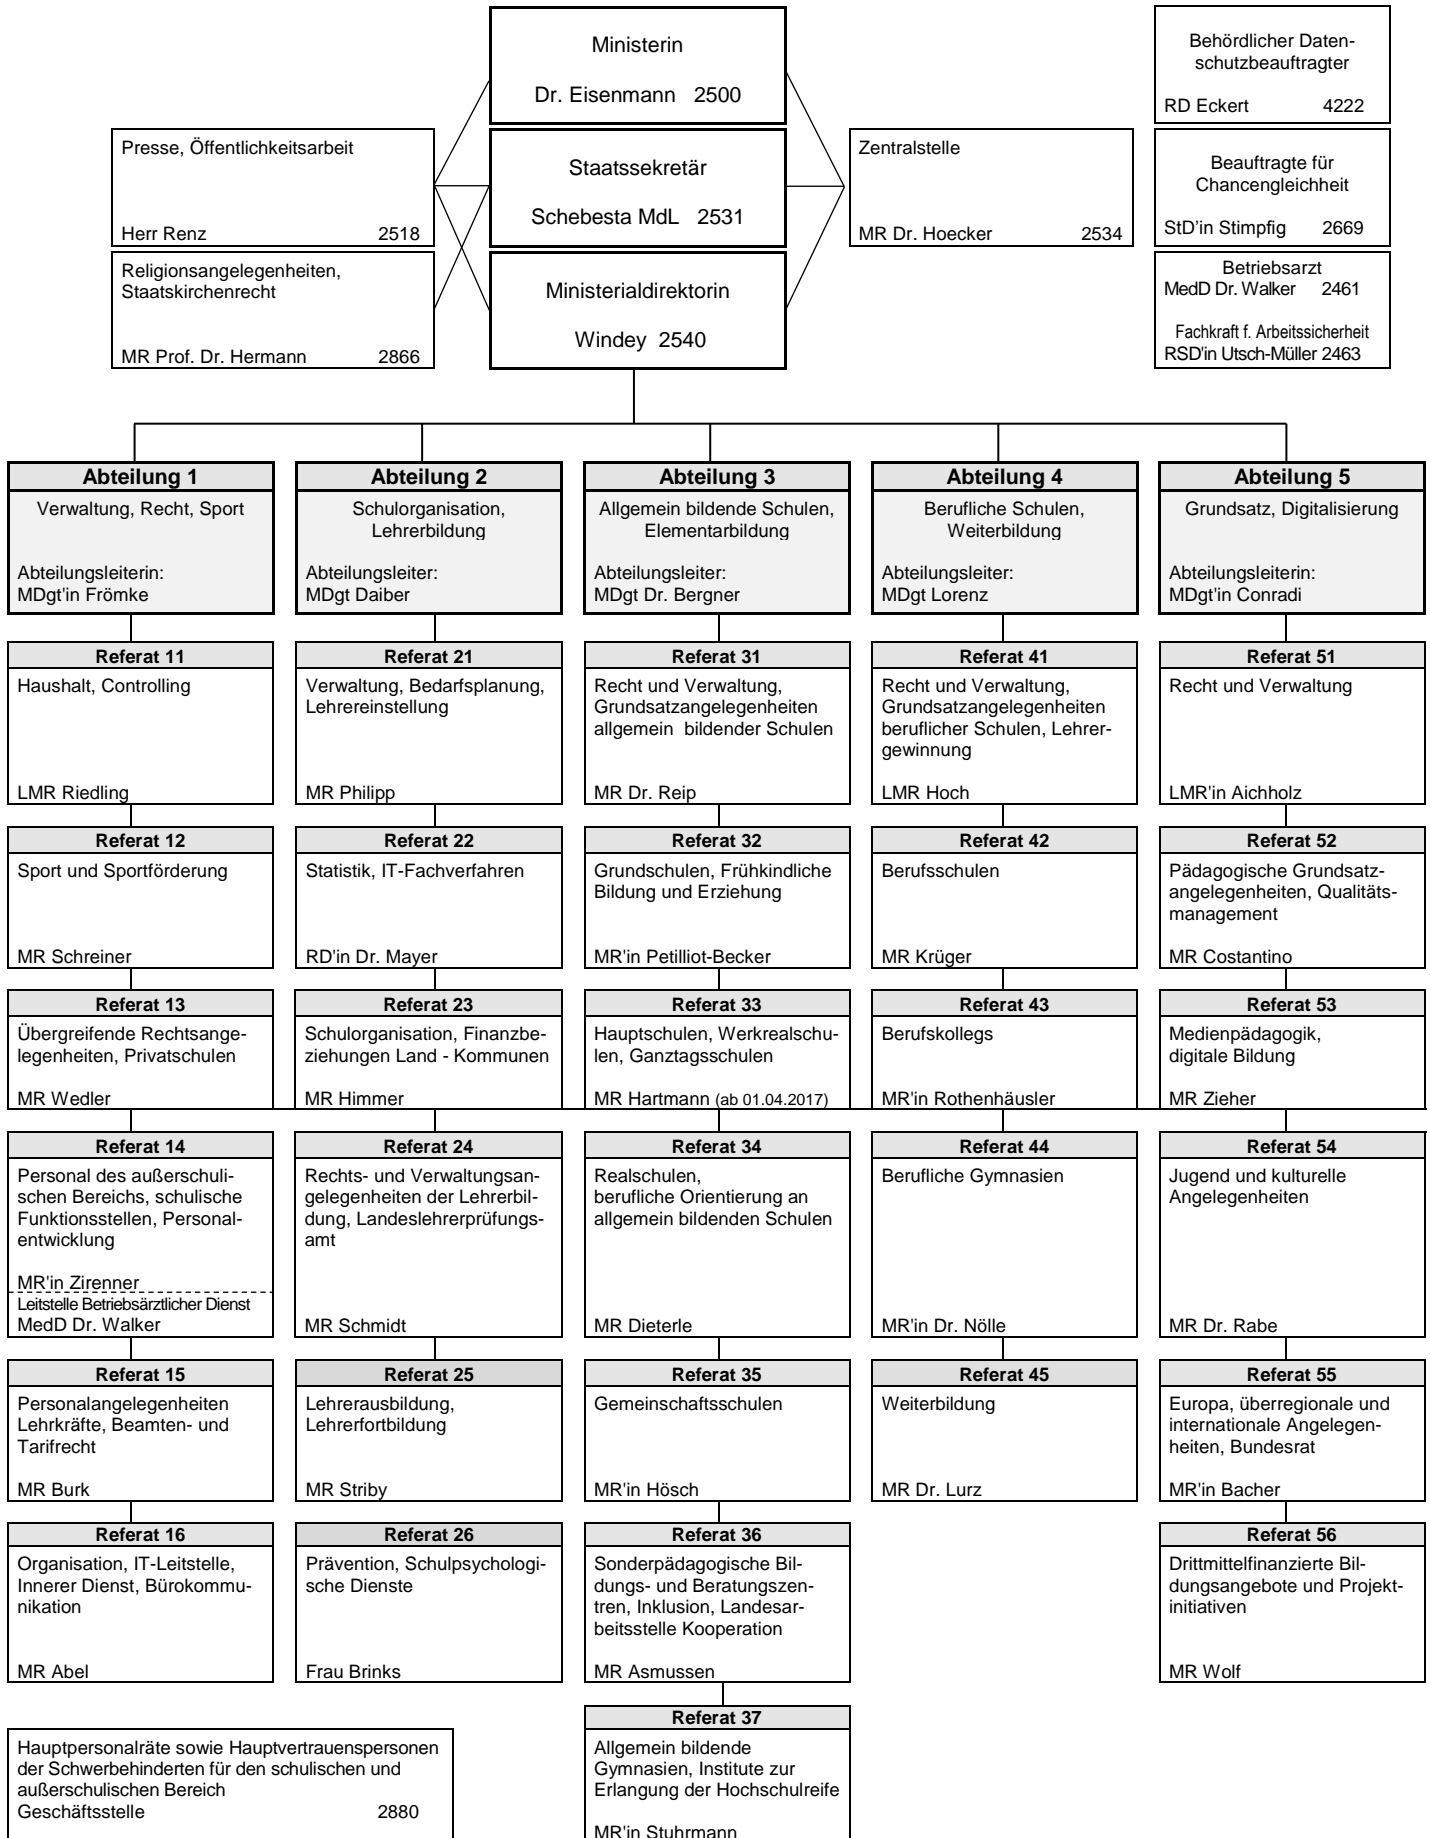 Ministerin
Dr. Eisenmann 2500
Behördlicher Daten-
schutzbeauftragter
RD Eckert 4222
Presse, Öffentlichkeitsarbeit
Herr Renz 2518
Staatssekretär
Schebesta MdL 2531
Zentralstelle
MR Dr. Hoecker 2534
Beauftragte für
Chancengleichheit
StD'in Stimpfig 2669
Religionsangelegenheiten,
Staatskirchenrecht
MR Prof. Dr. Hermann 2866
Ministerialdirektorin
Windey 2540
Betriebsarzt
MedD Dr. Walker 2461
Fachkraft f. Arbeitssicherheit
RSD'in Utsch-Müller 2463
Abteilung 1
Verwaltung, Recht, Sport
Abteilungsleiterin:
MDgt'in Frömke
Referat 11
Haushalt, Controlling
LMR Riedling
Referat 12
Sport und Sportförderung
MR Schreiner
Referat 13
Übergreifende Rechtsange-
legenheiten, Privatschulen
MR Wedler
Referat 14
Personal des außerschuli-
schen Bereichs, schulische
Funktionsstellen, Personal-
entwicklung
MR'in Zirenner
Leitstelle Betriebsärztlicher Dienst
MedD Dr. Walker
Referat 15
Personalangelegenheiten
Lehrkräfte, Beamten- und
Tarifrecht
MR Burk
Referat 16
Organisation, IT-Leitstelle,
Innerer Dienst, Bürokommu-
nikation
MR Abel
Abteilung 2
Schulorganisation,
Lehrerbildung
Abteilungsleiter:
MDgt Daiber
Referat 21
Verwaltung, Bedarfsplanung,
Lehrereinstellung
MR Philipp
Referat 22
Statistik, IT-Fachverfahren
RD'in Dr. Mayer
Referat 23
Schulorganisation, Finanzbe-
ziehungen Land - Kommunen
MR Himmer
Referat 24
Rechts- und Verwaltungsan-
gelegenheiten der Lehrerbil-
dung, Landeslehrerprüfungs-
amt
MR Schmidt
Referat 25
Lehrerausbildung,
Lehrerfortbildung
MR Striby
Referat 26
Prävention, Schulpsychologi-
sche Dienste
Frau Brinks
Abteilung 3
Allgemein bildende Schulen,
Elementarbildung
Abteilungsleiter:
MDgt Dr. Bergner
Referat 31
Recht und Verwaltung,
Grundsatzangelegenheiten
allgemein bildender Schulen
MR Dr. Reip
Referat 32
Grundschulen, Frühkindliche
Bildung und Erziehung
MR'in Petilliot-Becker
Referat 33
Hauptschulen, Werkrealschu-
len, Ganztagsschulen
MR Hartmann (ab 01.04.2017)
Referat 34
Realschulen,
berufliche Orientierung an
allgemein bildenden Schulen
MR Dieterle
Referat 35
Gemeinschaftsschulen
MR'in Hösch
Referat 36
Sonderpädagogische Bil-
dungs- und Beratungszen-
tren, Inklusion, Landesar-
beitsstelle Kooperation
MR Asmussen
Referat 37
Allgemein bildende
Gymnasien, Institute zur
Erlangung der Hochschulreife
MR'in Stuhrmann
Abteilung 4
Berufliche Schulen,
Weiterbildung
Abteilungsleiter:
MDgt Lorenz
Referat 41
Recht und Verwaltung,
Grundsatzangelegenheiten
beruflicher Schulen, Lehrer-
gewinnung
LMR Hoch
Referat 42
Berufsschulen
MR Krüger
Referat 43
Berufskollegs
MR'in Rothenhäusler
Referat 44
Berufliche Gymnasien
MR'in Dr. Nölle
Referat 45
Weiterbildung
MR Dr. Lurz
Abteilung 5
Grundsatz, Digitalisierung
Abteilungsleiterin:
MDgt'in Conradi
Referat 51
Recht und Verwaltung
LMR'in Aichholz
Referat 52
Pädagogische Grundsatz-
angelegenheiten, Qualitäts-
management
MR Costantino
Referat 53
Medienpädagogik,
digitale Bildung
MR Zieher
Referat 54
Jugend und kulturelle
Angelegenheiten
MR Dr. Rabe
Referat 55
Europa, überregionale und
internationale Angelegen-
heiten, Bundesrat
MR'in Bacher
Referat 56
Drittmittelfinanzierte Bil-
dungsangebote und Projekt-
initiativen
MR Wolf
Hauptpersonalräte sowie Hauptvertrauenspersonen
der Schwerbehinderten für den schulischen und
außerschulischen Bereich
Geschäftsstelle 2880